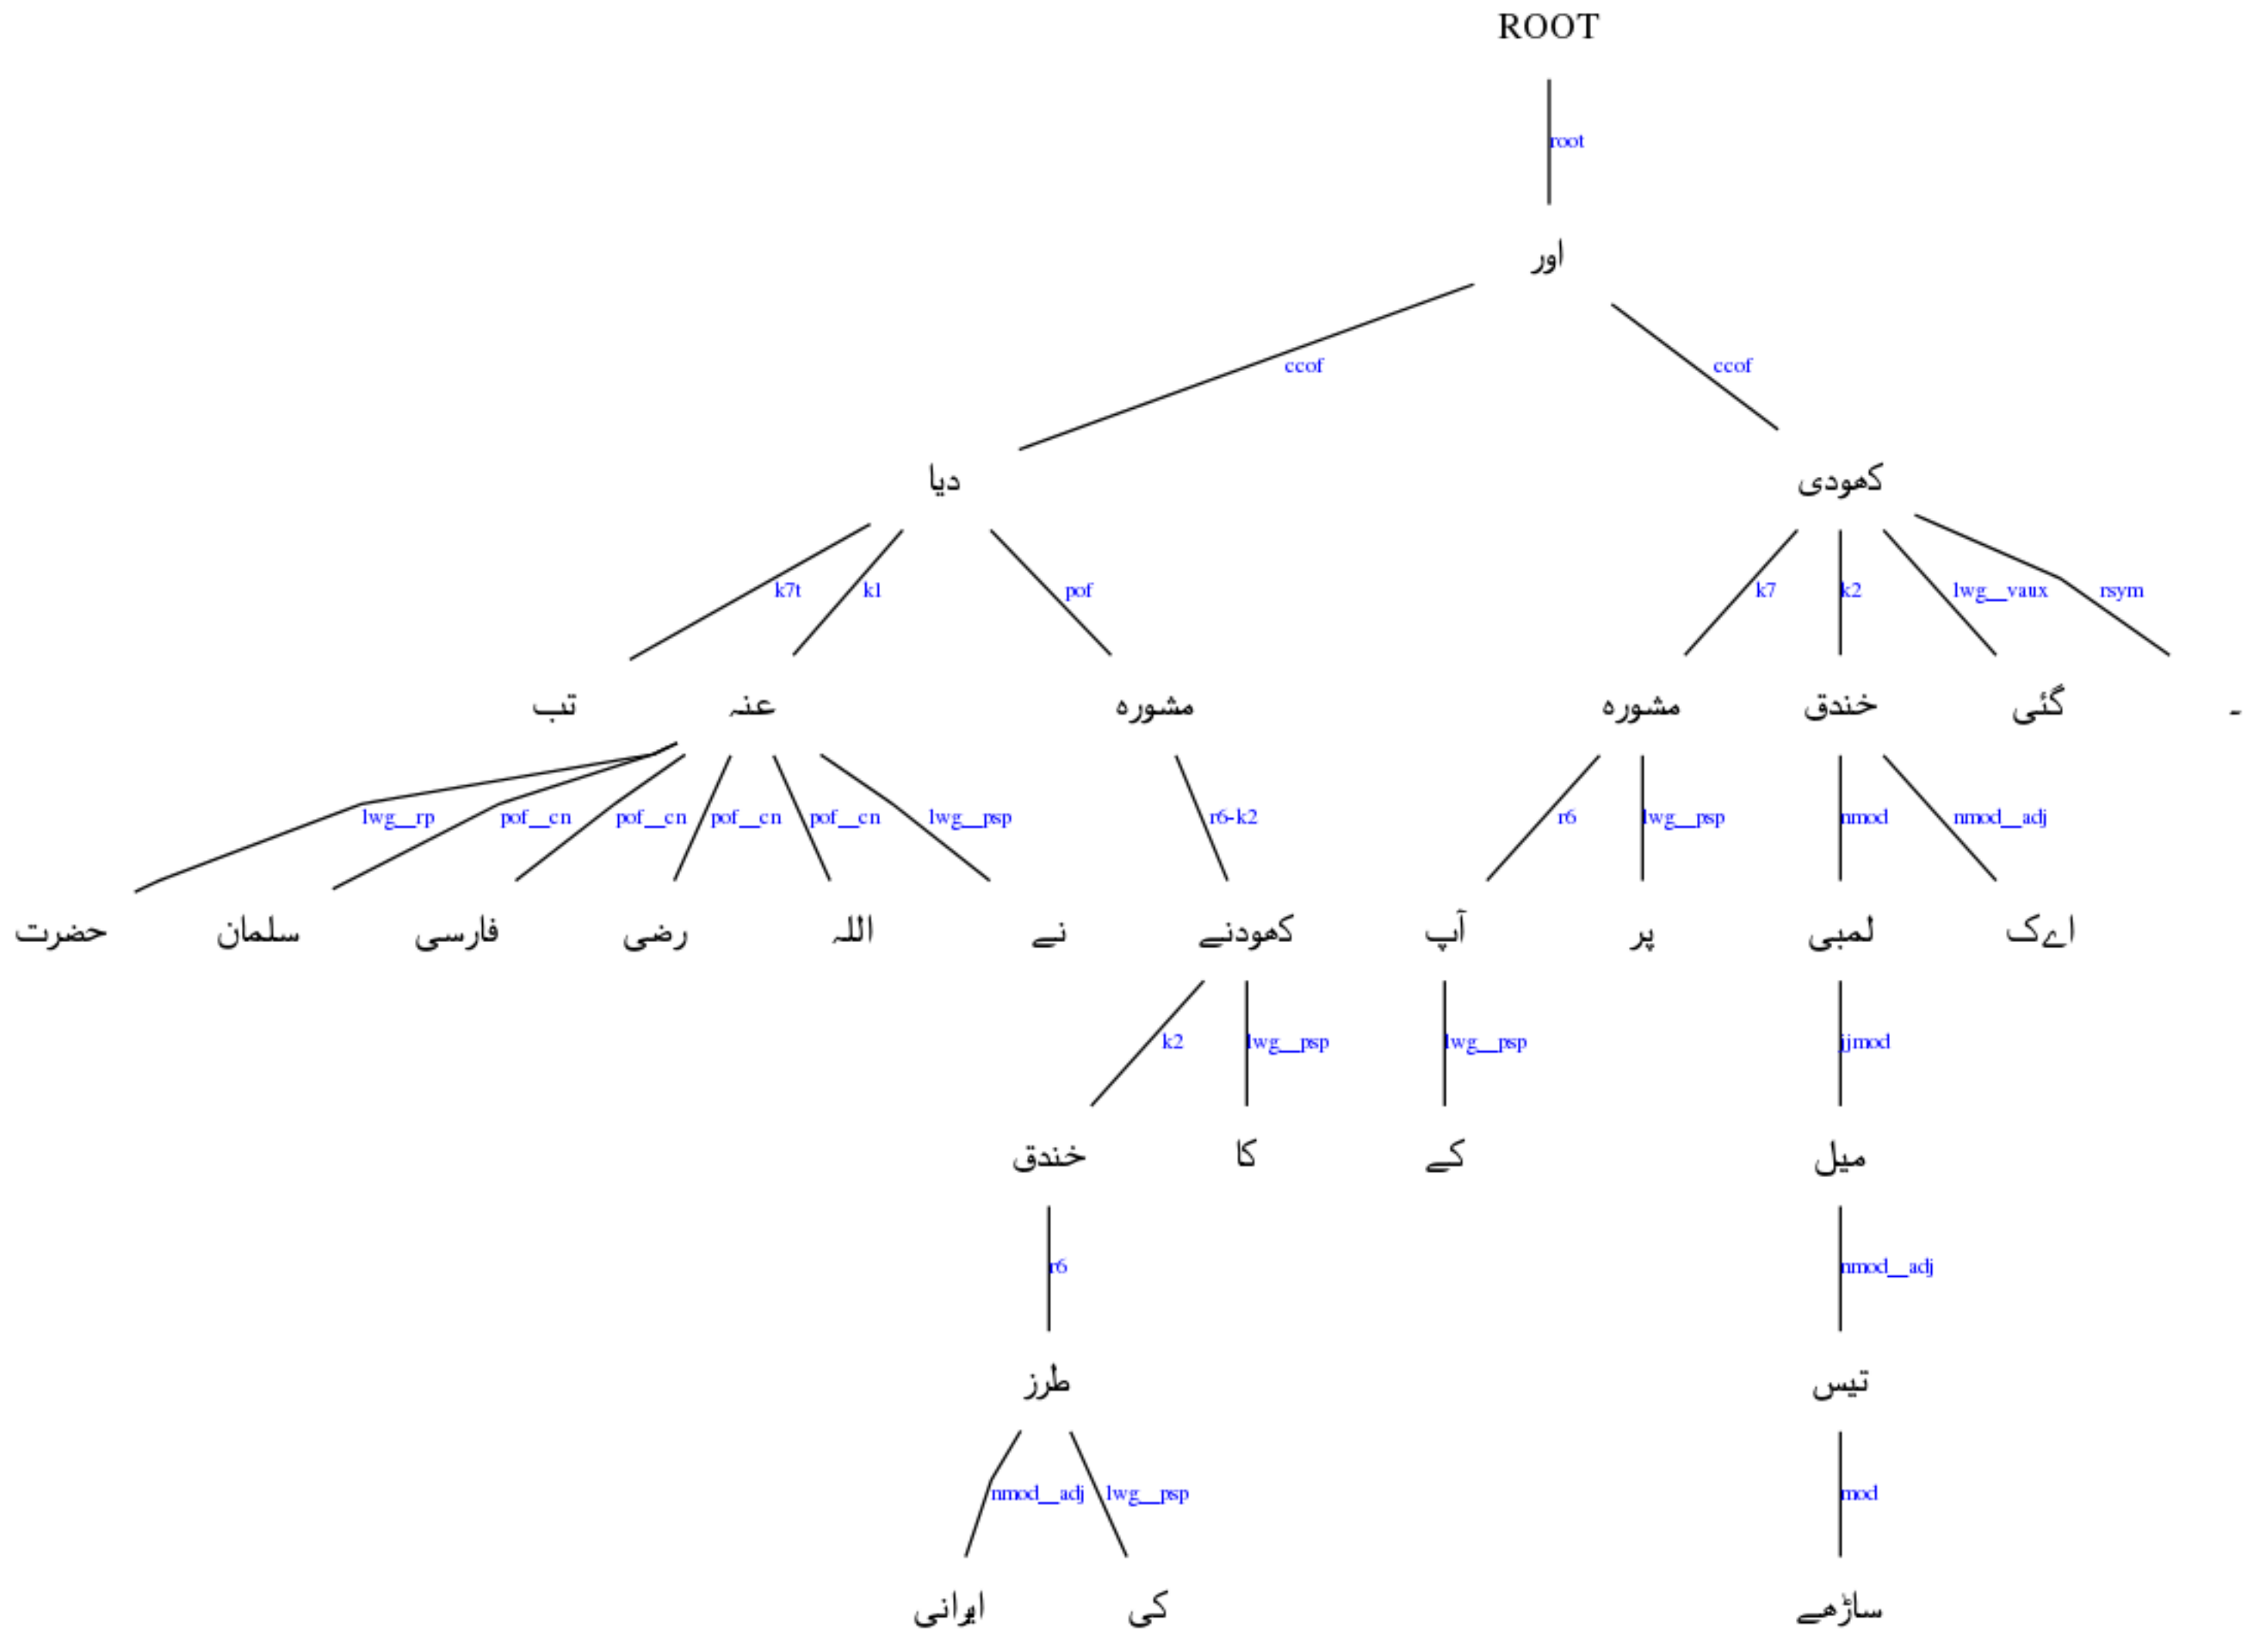 ROOT
root
اور
ccof ccof
دیا کھودی
k7t k1 pof k7 k2 lwg__vaux rsym
تب عنہ مشورہ مشورہ خندق گئی ۔
lwg__rp pof__cn pof__cn pof__cn pof__cn lwg__psp r6-k2 r6 lwg__psp nmod nmod__adj
حضرت سلمان فارسی رضی اللہ نے کھودنے آپ پر لمبی اےک
k2 lwg__psp lwg__psp jjmod
خندق کا کے میل
r6 nmod__adj
طرز تیس
nmod__adj lwg__psp mod
ایرانی کی ساڑھے